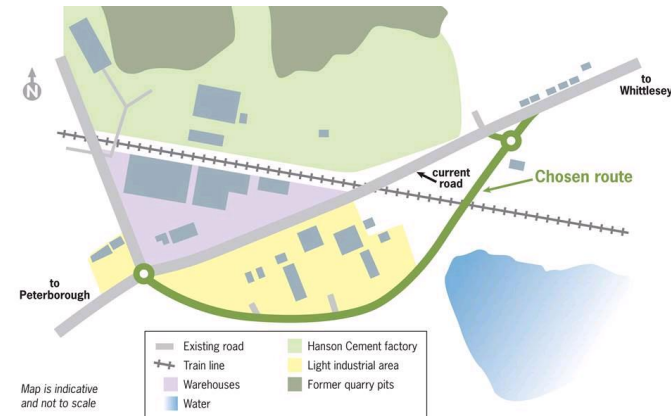 N
to
Whittlesey
current
road
Chosen route
to
Peterborough
Existing road
Train line
Warehouses
Water
Hanson Cement factory
Light industrial area
Former quarry pits
Map is indicative
and not to scale